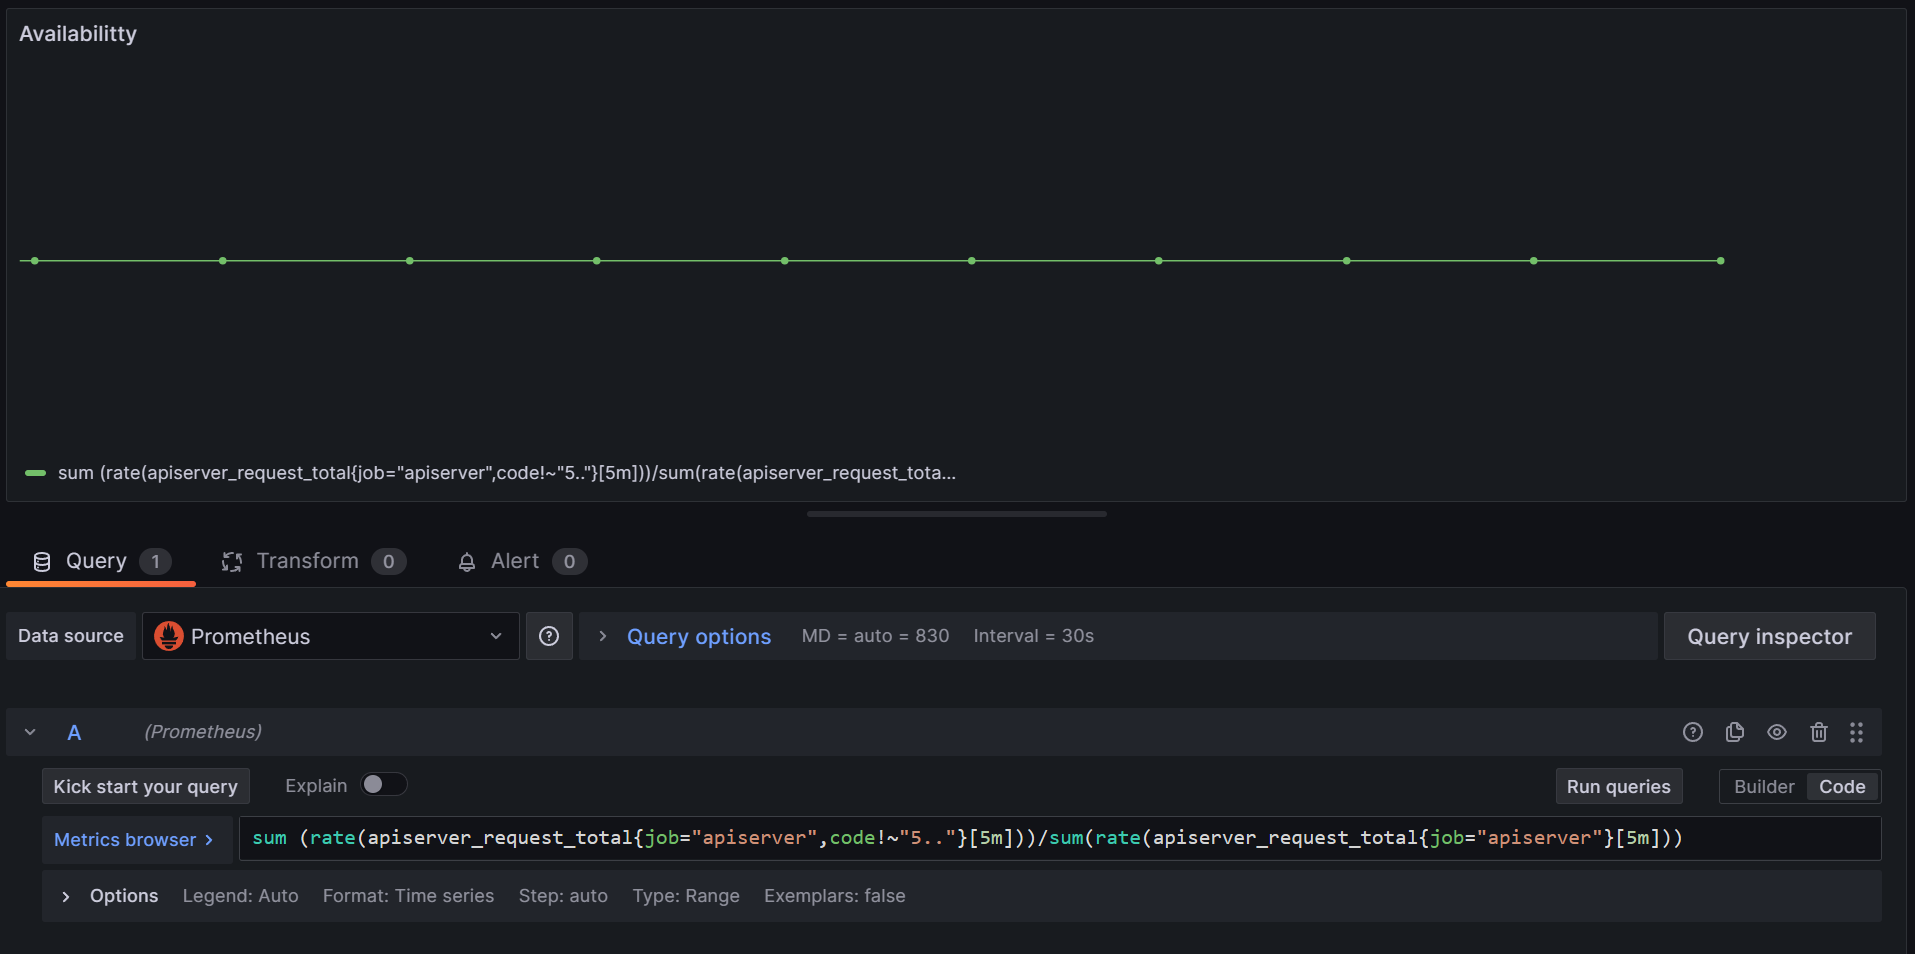 Availabilitty
sum (rate(apiserver_request_total{job="apiserver",code!~"5.."}[5m]))/sum(rate(apiserver_request_tota...
Query 1 Transform 0 Alert 0
Data source Prometheus Query options MD = auto = 830 Interval = 30s Query inspector
A (Prometheus)
Kick start your query Explain Run queries Builder Code
Metrics browser > sum (rate(apiserver_request_total{job="apiserver",code!~"5.."}[5m]))/sum(rate(apiserver_request_total{job="apiserver"}[5m]))
Options Legend: Auto Format: Time series Step: auto Type: Range Exemplars: false